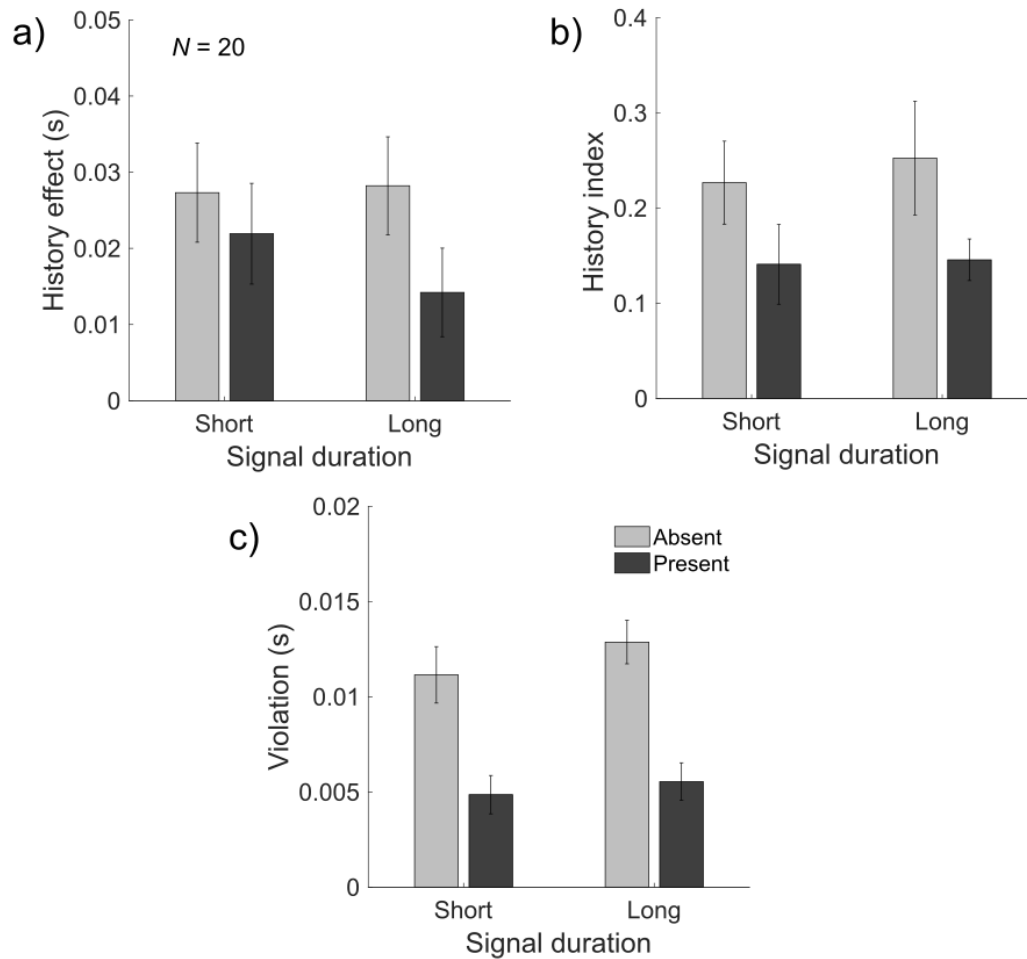 a)
N = 20
History effect (s)
0.05
0.04
0.03
0.02
0.01
0
Short
Long
Signal duration
b)
History index
0.4
0.3
0.2
0.1
0
Short
Long
Signal duration
c)
Absent
Present
Violation (s)
0.02
0.015
0.01
0.005
0
Short
Long
Signal duration